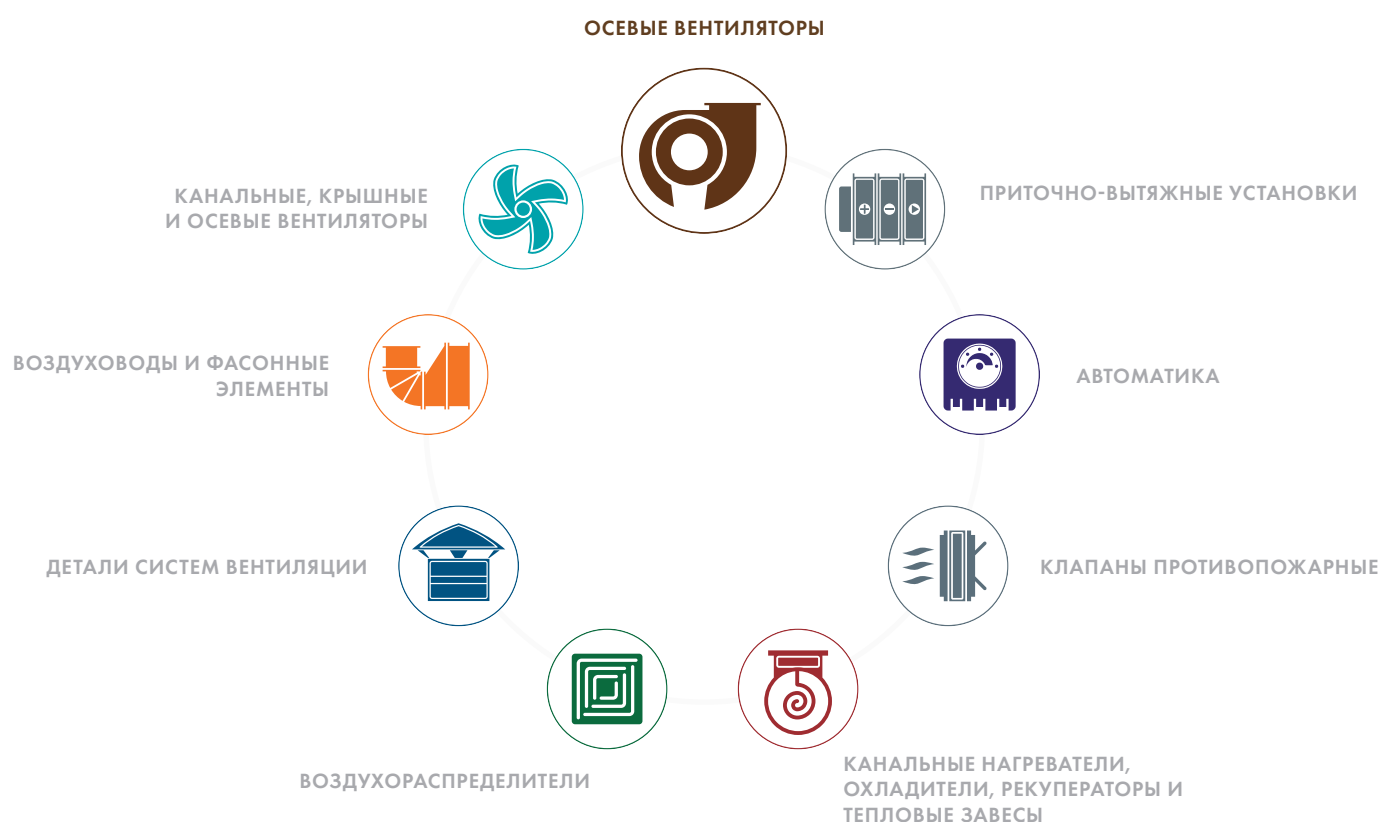 ОСЕВЫЕ ВЕНТИЛЯТОРЫ
КАНАЛЬНЫЕ, КРЫШНЫЕ
И ОСЕВЫЕ ВЕНТИЛЯТОРЫ
ПРИТОЧНО-ВЫТЯЖНЫЕ УСТАНОВКИ
ВОЗДУХОВОДЫ И ФАСОННЫЕ
ЭЛЕМЕНТЫ
АВТОМАТИКА
ДЕТАЛИ СИСТЕМ ВЕНТИЛЯЦИИ
КЛАПАНЫ ПРОТИВОПОЖАРНЫЕ
ВОЗДУХОРАСПРЕДЕЛИТЕЛИ
КАНАЛЬНЫЕ НАГРЕВАТЕЛИ,
ОХЛАДИТЕЛИ, РЕКУПЕРАТОРЫ И
ТЕПЛОВЫЕ ЗАВЕСЫ